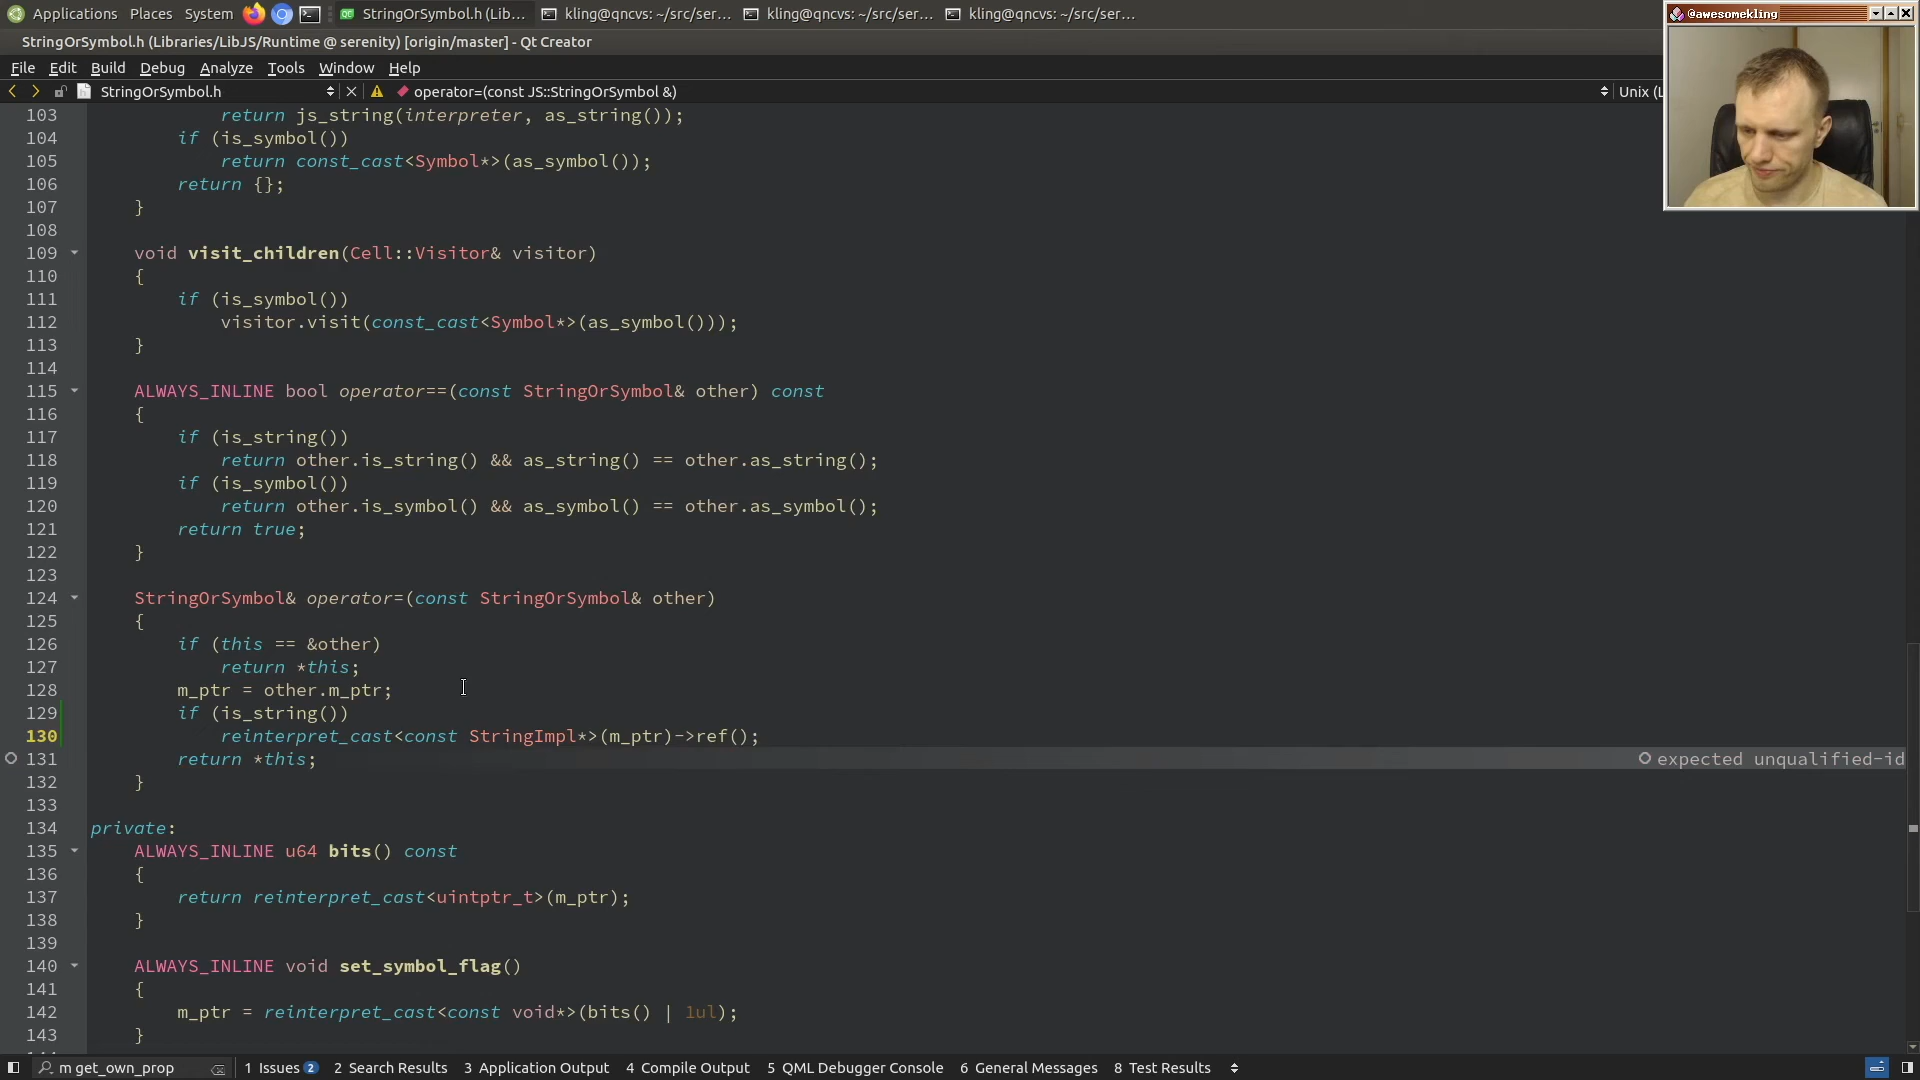 Applications Places System StringOrSymbol.h (Lib... kling@qncvs: ~/src/ser... kling@qncvs: ~/src/ser... kling@qncvs: ~/src/ser...
@awesomekling
StringOrSymbol.h (Libraries/LibJS/Runtime @ serenity) [origin/master] - Qt Creator
File Edit Build Debug Analyze Tools Window Help
StringOrSymbol.h operator=(const JS::StringOrSymbol &) Unix (L
103 return js_string(interpreter, as_string());
104 if (is_symbol())
105 return const_cast<Symbol*>(as_symbol());
106 return {};
107 }
108
109 void visit_children(Cell::Visitor& visitor)
110 {
111 if (is_symbol())
112 visitor.visit(const_cast<Symbol*>(as_symbol()));
113 }
114
115 ALWAYS_INLINE bool operator==(const StringOrSymbol& other) const
116 {
117 if (is_string())
118 return other.is_string() && as_string() == other.as_string();
119 if (is_symbol())
120 return other.is_symbol() && as_symbol() == other.as_symbol();
121 return true;
122 }
123
124 StringOrSymbol& operator=(const StringOrSymbol& other)
125 {
126 if (this == &other)
127 return *this;
128 m_ptr = other.m_ptr;
129 if (is_string())
130 reinterpret_cast<const StringImpl*>(m_ptr)->ref();
131 return *this; expected unqualified-id
132 }
133
134 private:
135 ALWAYS_INLINE u64 bits() const
136 {
137 return reinterpret_cast<uintptr_t>(m_ptr);
138 }
139
140 ALWAYS_INLINE void set_symbol_flag()
141 {
142 m_ptr = reinterpret_cast<const void*>(bits() | 1ul);
143 }
m get_own_prop 1 Issues 2 2 Search Results 3 Application Output 4 Compile Output 5 QML Debugger Console 6 General Messages 8 Test Results